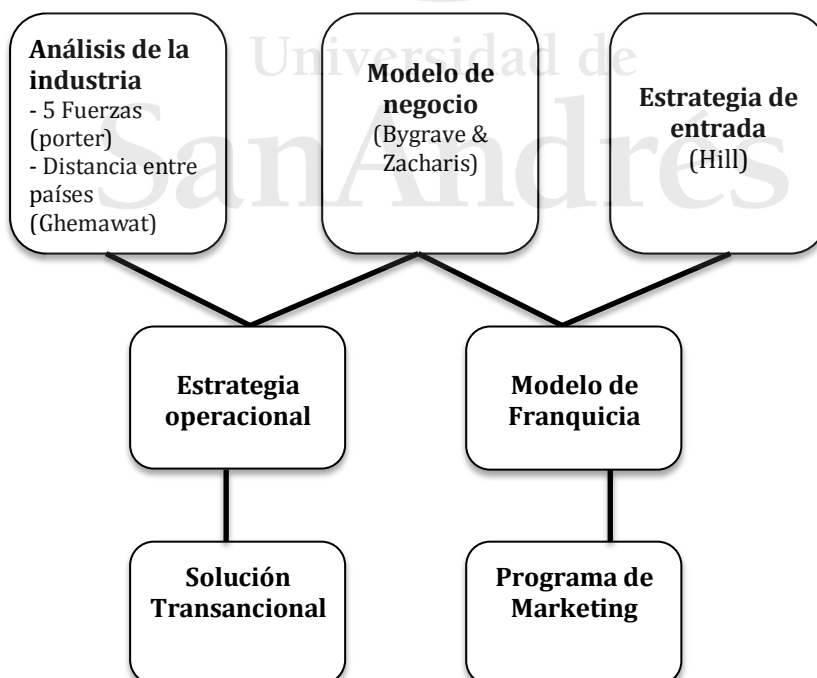 Universidad de
SanAndrés
Análisis de la
industria
- 5 Fuerzas
(porter)
- Distancia entre
países
(Ghemawat)
Modelo de
negocio
(Bygrave &
Zacharis)
Estrategia de
entrada
(Hill)
Estrategia
operacional
Modelo de
Franquicia
Solución
Transancional
Programa de
Marketing